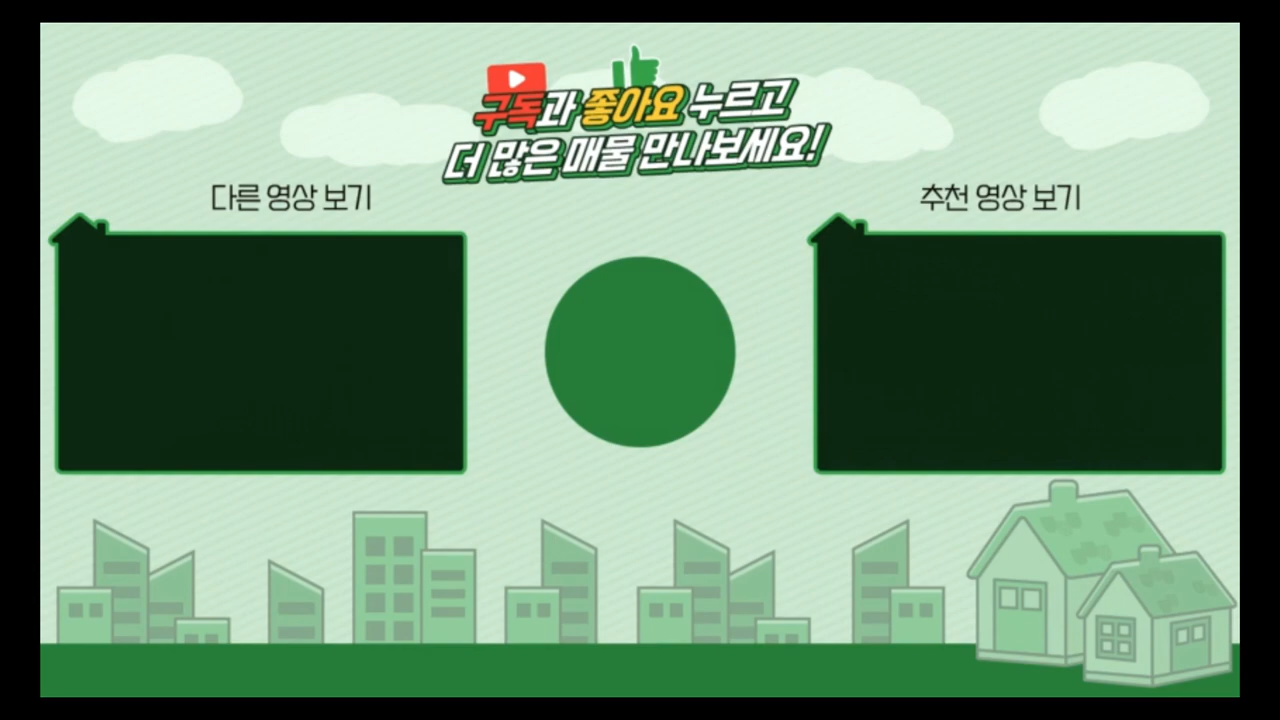 구독과 좋아요 누르고
더 많은 매물 만나보세요!
다른 영상 보기
추천 영상 보기